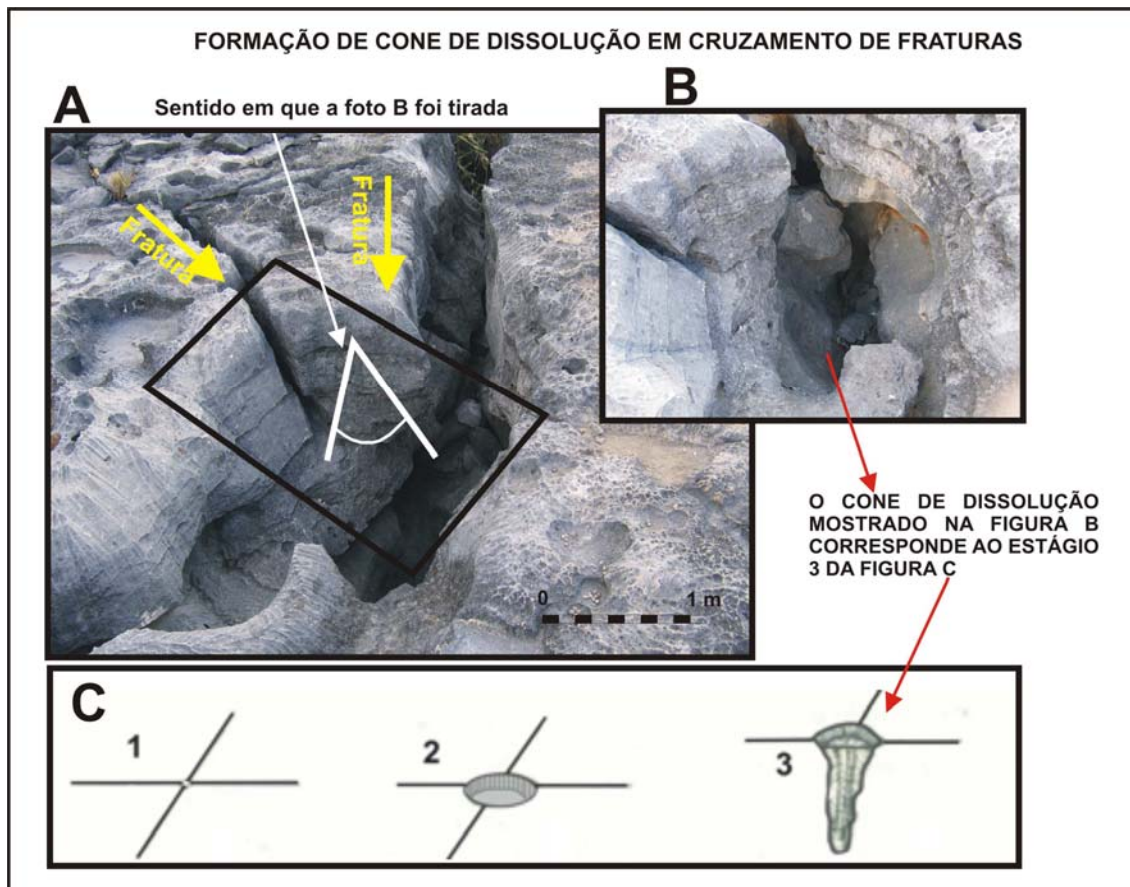 FORMAÇÃO DE CONE DE DISSOLUÇÃO EM CRUZAMENTO DE FRATURAS
A
Sentido em que a foto B foi tirada
B
Fratura
Fratura
0 1 m
O CONE DE DISSOLUÇÃO
MOSTRADO NA FIGURA B
CORRESPONDE AO ESTÁGIO
3 DA FIGURA C
C
1
2
3